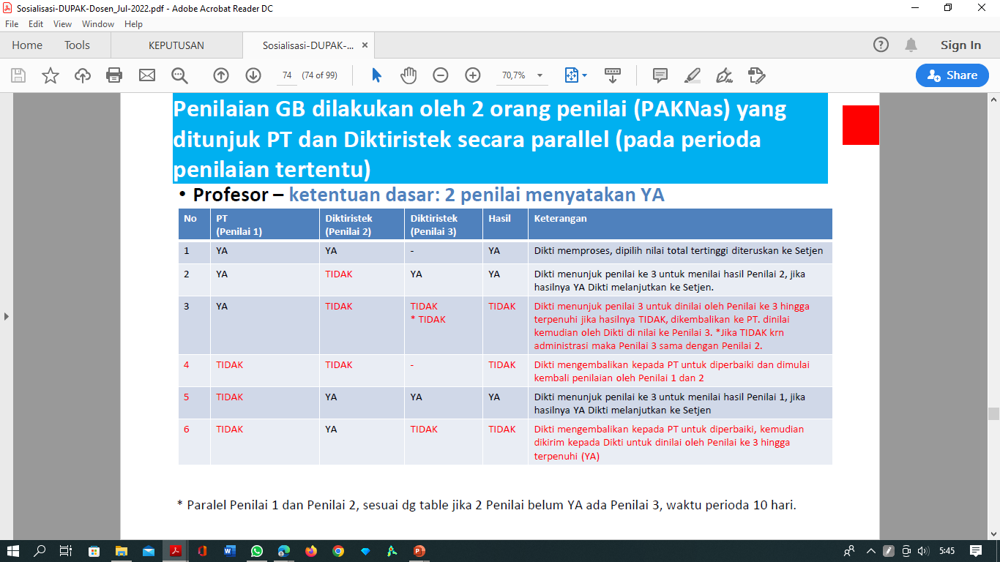 Sosialisasi-DUPAK-Dosen_Jul-2022.pdf - Adobe Acrobat Reader DC
File Edit View Window Help
Home Tools KEPUTUSAN Sosialisasi-DUPAK-... × Sign In
74 (74 of 99) 70,7% Share
Penilaian GB dilakukan oleh 2 orang penilai (PAKNas) yang
ditunjuk PT dan Diktiristek secara parallel (pada perioda
penilaian tertentu)
• Profesor – ketentuan dasar: 2 penilai menyatakan YA
No PT Diktiristek Diktiristek Hasil Keterangan
(Penilai 1) (Penilai 2) (Penilai 3)
1 YA YA - YA Dikti memproses, dipilih nilai total tertinggi diteruskan ke Setjen
2 YA TIDAK YA YA Dikti menunjuk penilai ke 3 untuk menilai hasil Penilai 2, jika
hasilnya YA Dikti melanjutkan ke Setjen.
3 YA TIDAK TIDAK TIDAK Dikti menunjuk penilai 3 untuk dinilai oleh Penilai ke 3 hingga
* TIDAK terpenuhi jika hasilnya TIDAK, dikembalikan ke PT. dinilai
kemudian oleh Dikti di nilai ke Penilai 3. *Jika TIDAK krn
administrasi maka Penilai 3 sama dengan Penilai 2.
4 TIDAK TIDAK - TIDAK Dikti mengembalikan kepada PT untuk diperbaiki dan dimulai
kembali penilaian oleh Penilai 1 dan 2
5 TIDAK YA YA YA Dikti menunjuk penilai ke 3 untuk menilai hasil Penilai 1, jika
hasilnya YA Dikti melanjutkan ke Setjen
6 TIDAK YA TIDAK TIDAK Dikti mengembalikan kepada PT untuk diperbaiki, kemudian
dikirim kepada Dikti untuk dinilai oleh Penilai ke 3 hingga
terpenuhi (YA)
* Paralel Penilai 1 dan Penilai 2, sesuai dg table jika 2 Penilai belum YA ada Penilai 3, waktu perioda 10 hari.
5:45